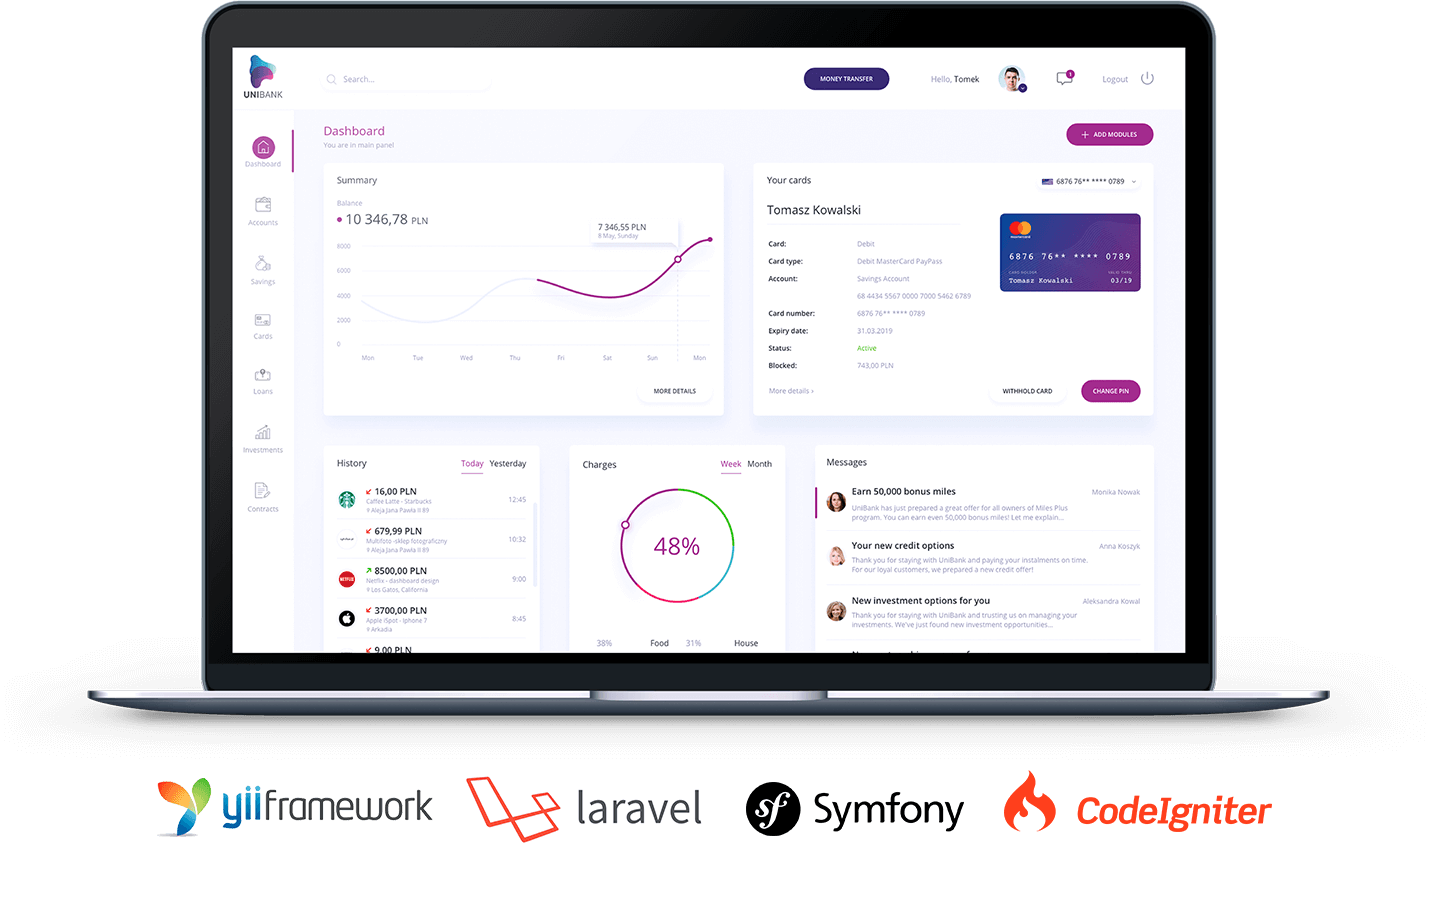 UNIBANK
Search...
MONEY TRANSFER
Hello, Tomek
1
Logout
Dashboard
You are in main panel
+ ADD MODULES
Dashboard
Accounts
Savings
Cards
Loans
Investments
Contracts
Summary
Balance
10 346,78 PLN
7 346,55 PLN
8 May, Sunday
8000
6000
4000
2000
0
Mon Tue Wed Thu Fri Sat Sun Mon
MORE DETAILS
Your cards
6876 76** **** 0789
Tomasz Kowalski
Card: Debit
Card type: Debit MasterCard PayPass
Account: Savings Account
68 4434 5567 0000 7000 5462 6789
Card number: 6876 76** **** 0789
Expiry date: 31.03.2019
Status: Active
Blocked: 743,00 PLN
More details ›
mastercard
6876 76** **** 0789
CARD HOLDER VALID THRU
Tomasz Kowalski 03/19
WITHHOLD CARD
CHANGE PIN
History
Today Yesterday
16,00 PLN
Caffee Latte - Starbucks
Aleja Jana Pawła II 89
12:45
679,99 PLN
Multifoto -sklep fotograficzny
Aleja Jana Pawła II 89
10:32
NETFLIX
8500,00 PLN
Netflix - dashboard design
Los Gatos, California
9:00
3700,00 PLN
Apple iSpot - Iphone 7
Arkadia
8:45
9,00 PLN
Charges
Week Month
48%
38% Food 31% House
Messages
Earn 50,000 bonus miles
Monika Nowak
UniBank has just prepared a great offer for all owners of Miles Plus
program. You can earn even 50,000 bonus miles! Let me explain...
Your new credit options
Anna Koszyk
Thank you for staying with UniBank and paying your instalments on time.
For our loyal customers, we prepared a new credit offer!
New investment options for you
Aleksandra Kowal
Thank you for staying with UniBank and trusting us on managing your
investments. We've just found new investment opportunities...
yiiframework
laravel
sf Symfony
CodeIgniter